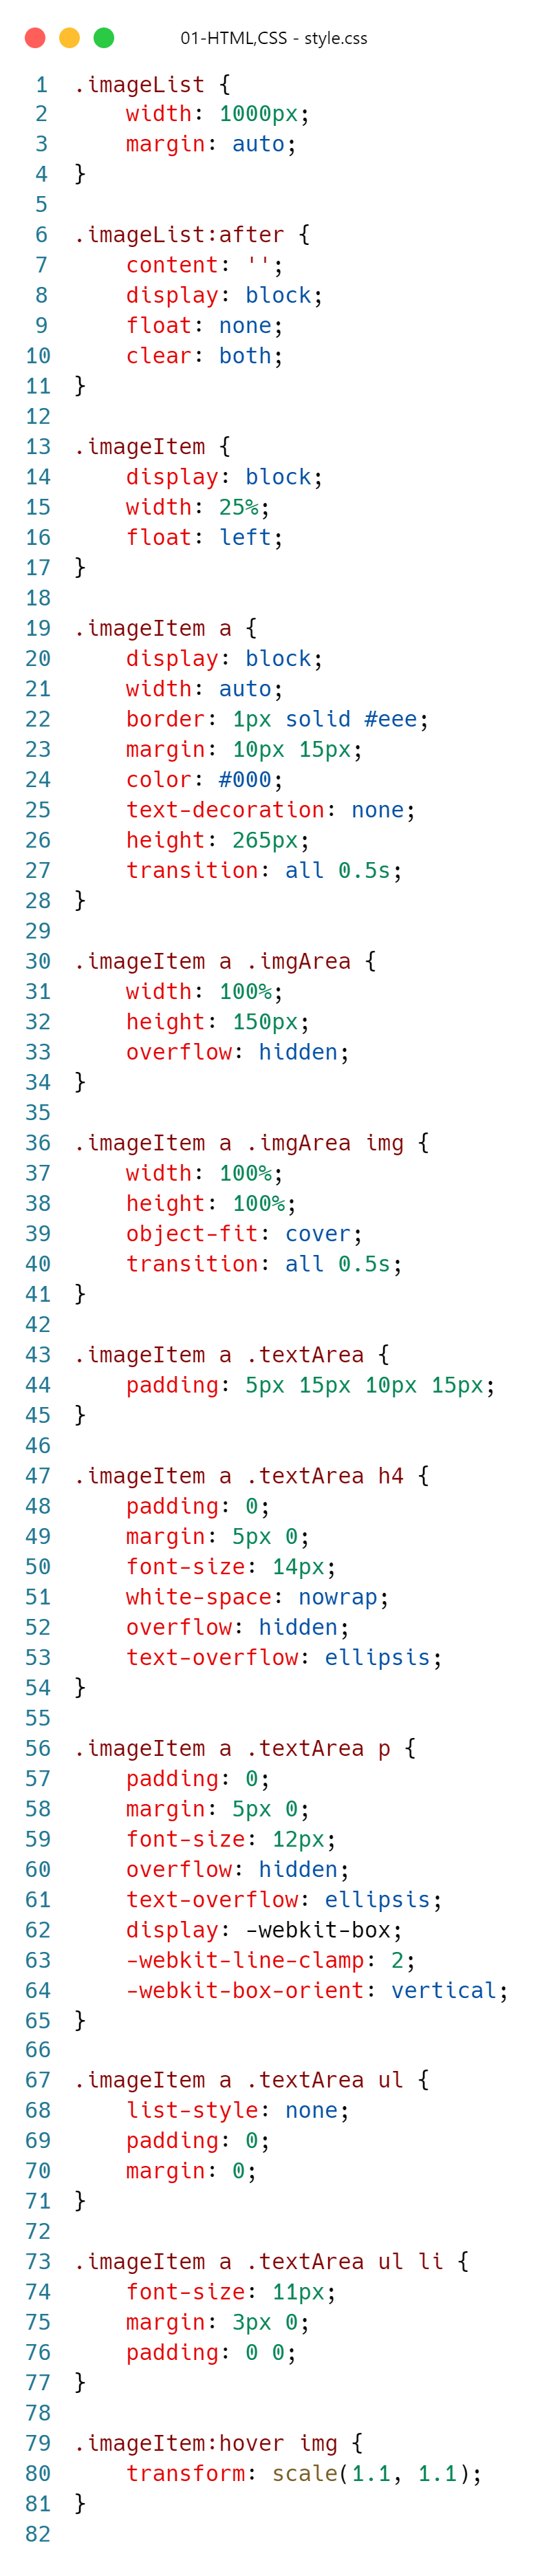 01-HTML,CSS - style.css
1 .imageList {
2     width: 1000px;
3     margin: auto;
4 }
5
6 .imageList:after {
7     content: '';
8     display: block;
9     float: none;
10     clear: both;
11 }
12
13 .imageItem {
14     display: block;
15     width: 25%;
16     float: left;
17 }
18
19 .imageItem a {
20     display: block;
21     width: auto;
22     border: 1px solid #eee;
23     margin: 10px 15px;
24     color: #000;
25     text-decoration: none;
26     height: 265px;
27     transition: all 0.5s;
28 }
29
30 .imageItem a .imgArea {
31     width: 100%;
32     height: 150px;
33     overflow: hidden;
34 }
35
36 .imageItem a .imgArea img {
37     width: 100%;
38     height: 100%;
39     object-fit: cover;
40     transition: all 0.5s;
41 }
42
43 .imageItem a .textArea {
44     padding: 5px 15px 10px 15px;
45 }
46
47 .imageItem a .textArea h4 {
48     padding: 0;
49     margin: 5px 0;
50     font-size: 14px;
51     white-space: nowrap;
52     overflow: hidden;
53     text-overflow: ellipsis;
54 }
55
56 .imageItem a .textArea p {
57     padding: 0;
58     margin: 5px 0;
59     font-size: 12px;
60     overflow: hidden;
61     text-overflow: ellipsis;
62     display: -webkit-box;
63     -webkit-line-clamp: 2;
64     -webkit-box-orient: vertical;
65 }
66
67 .imageItem a .textArea ul {
68     list-style: none;
69     padding: 0;
70     margin: 0;
71 }
72
73 .imageItem a .textArea ul li {
74     font-size: 11px;
75     margin: 3px 0;
76     padding: 0 0;
77 }
78
79 .imageItem:hover img {
80     transform: scale(1.1, 1.1);
81 }
82